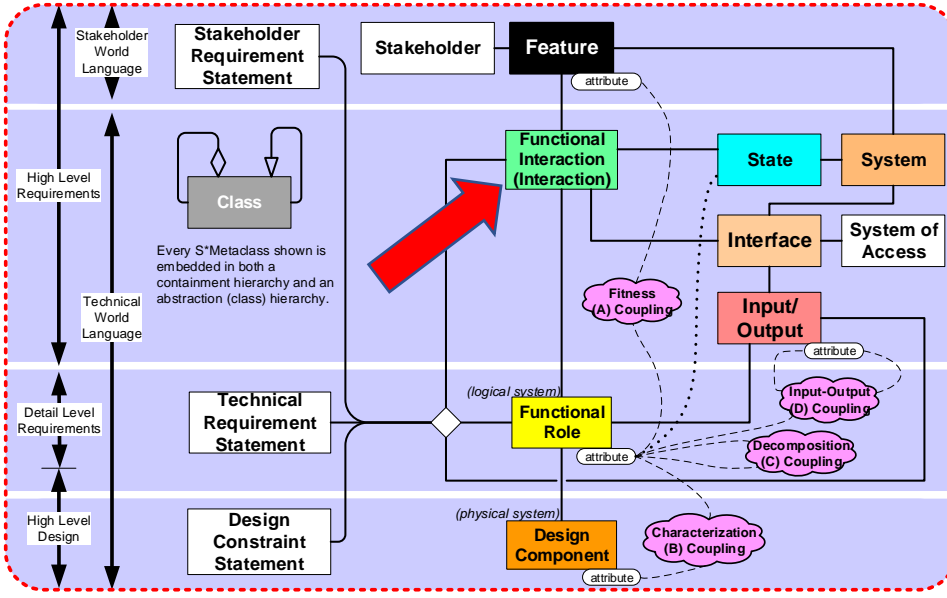 Stakeholder
World
Language
High Level
Requirements
Technical
World
Language
Detail Level
Requirements
High Level
Design
Stakeholder
Requirement
Statement
Stakeholder
Feature
attribute
Class
Every S*Metaclass shown is
embedded in both a
containment hierarchy and an
abstraction (class) hierarchy.
Functional
Interaction
(Interaction)
State
System
Interface
System of
Access
Fitness
(A) Coupling
Input/
Output
attribute
Technical
Requirement
Statement
(logical system)
Functional
Role
attribute
Input-Output
(D) Coupling
Decomposition
(C) Coupling
Design
Constraint
Statement
(physical system)
Design
Component
attribute
Characterization
(B) Coupling